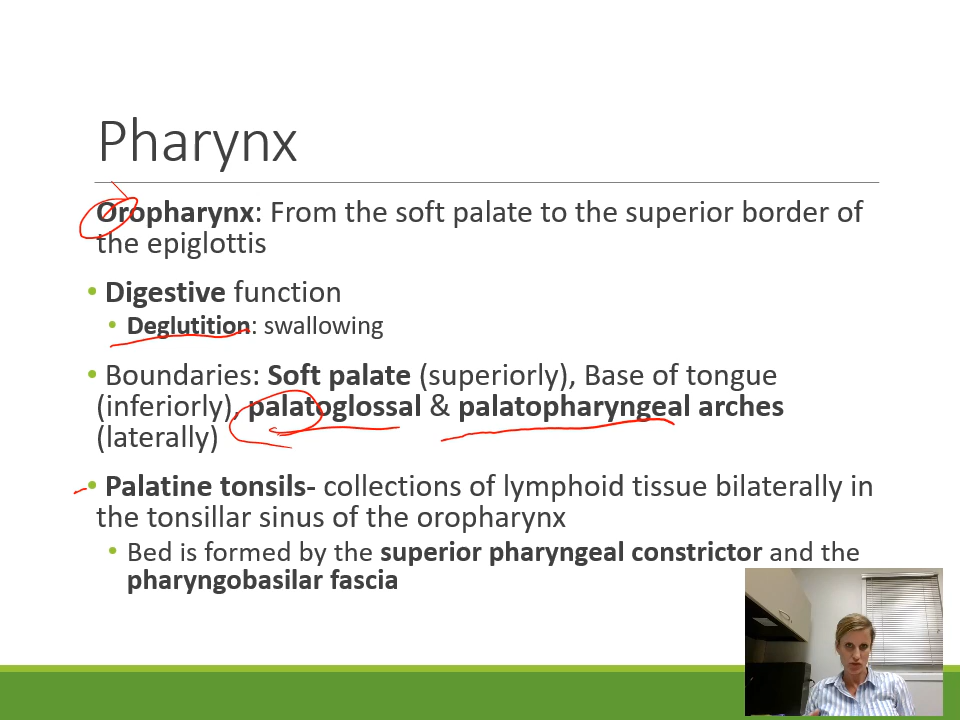 Pharynx
Oropharynx: From the soft palate to the superior border of
the epiglottis
• Digestive function
• Deglutition: swallowing
• Boundaries: Soft palate (superiorly), Base of tongue
(inferiorly), palatoglossal & palatopharyngeal arches
(laterally)
• Palatine tonsils- collections of lymphoid tissue bilaterally in
the tonsillar sinus of the oropharynx
• Bed is formed by the superior pharyngeal constrictor and the
pharyngobasilar fascia